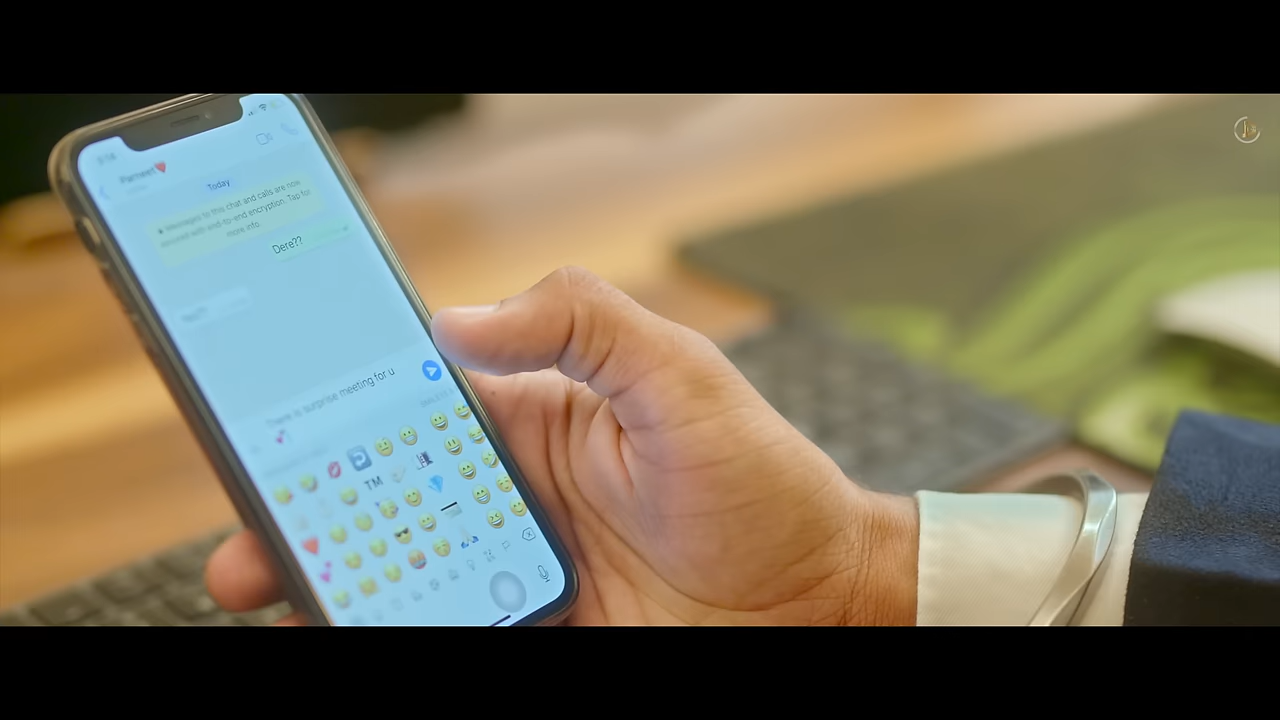 Parneet❤️
Today
Messages to this chat and calls are now
secured with end-to-end encryption. Tap for
more info.
Dere??
There is surprise meeting for u
💕
TM